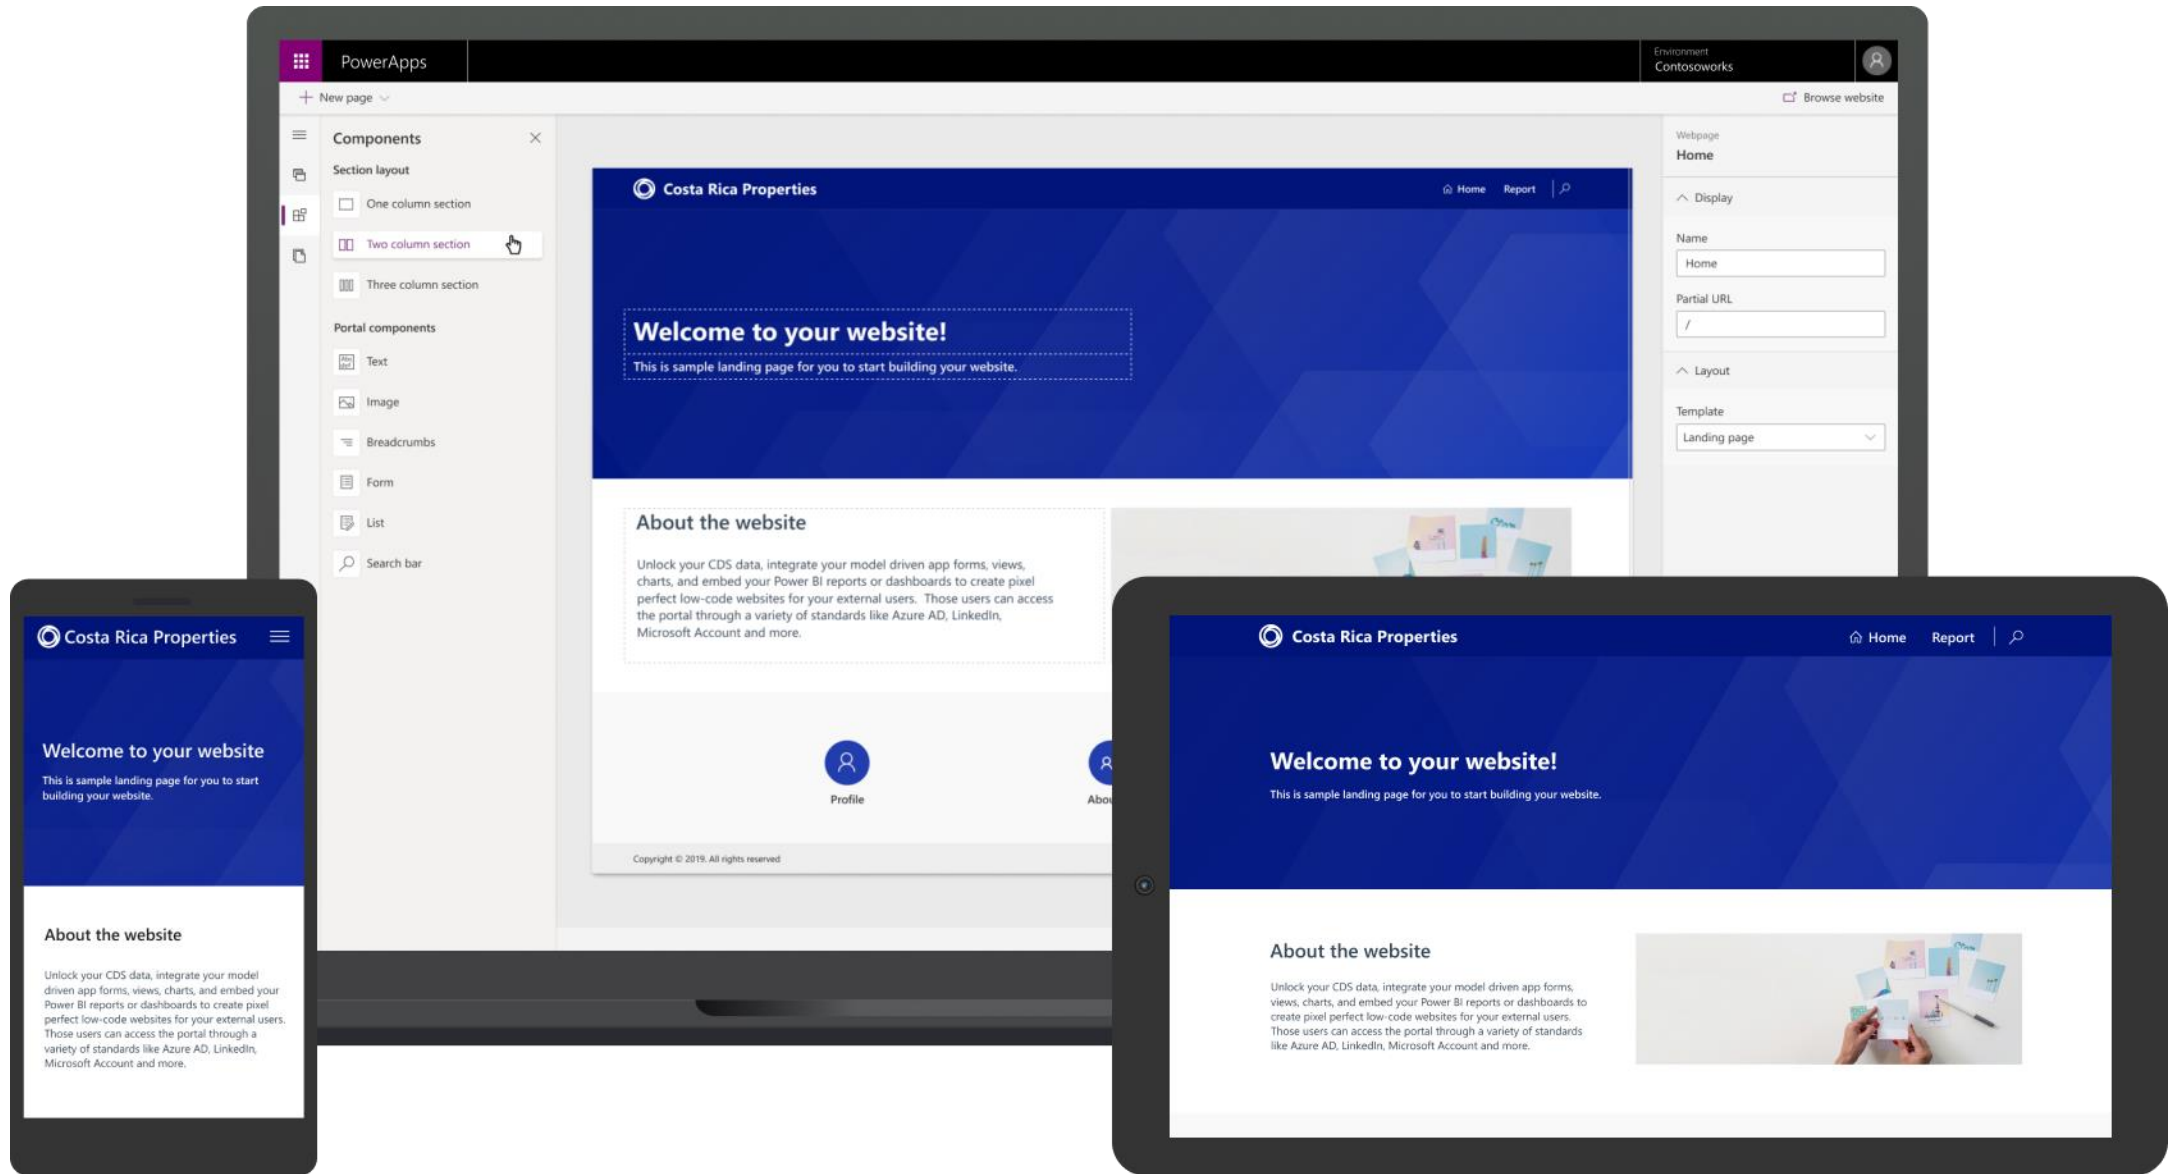 PowerApps
Environment
Contosoworks
New page
Browse website
Components
Section layout
One column section
Two column section
Three column section
Portal components
Text
Image
Breadcrumbs
Form
List
Search bar
Costa Rica Properties
Home Report
Welcome to your website!
This is sample landing page for you to start building your website.
About the website
Unlock your CDS data, integrate your model driven app forms, views,
charts, and embed your Power BI reports or dashboards to create pixel
perfect low-code websites for your external users. Those users can access
the portal through a variety of standards like Azure AD, LinkedIn,
Microsoft Account and more.
Profile
Copyright © 2019. All rights reserved
Webpage
Home
Display
Name
Home
Partial URL
/
Layout
Template
Landing page
Costa Rica Properties
Welcome to your website
This is sample landing page for you to start
building your website.
About the website
Unlock your CDS data, integrate your model
driven app forms, views, charts, and embed your
Power BI reports or dashboards to create pixel
perfect low-code websites for your external users.
Those users can access the portal through a
variety of standards like Azure AD, LinkedIn,
Microsoft Account and more.
Costa Rica Properties
Home Report
Welcome to your website!
This is sample landing page for you to start building your website.
About the website
Unlock your CDS data, integrate your model driven app forms,
views, charts, and embed your Power BI reports or dashboards to
create pixel perfect low-code websites for your external users.
Those users can access the portal through a variety of standards
like Azure AD, LinkedIn, Microsoft Account and more.